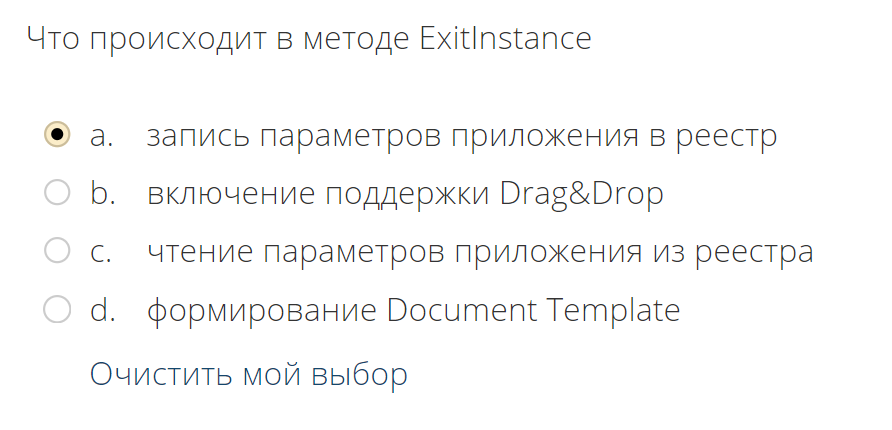 Что происходит в методе ExitInstance
a. запись параметров приложения в реестр
b. включение поддержки Drag&Drop
c. чтение параметров приложения из реестра
d. формирование Document Template
Очистить мой выбор